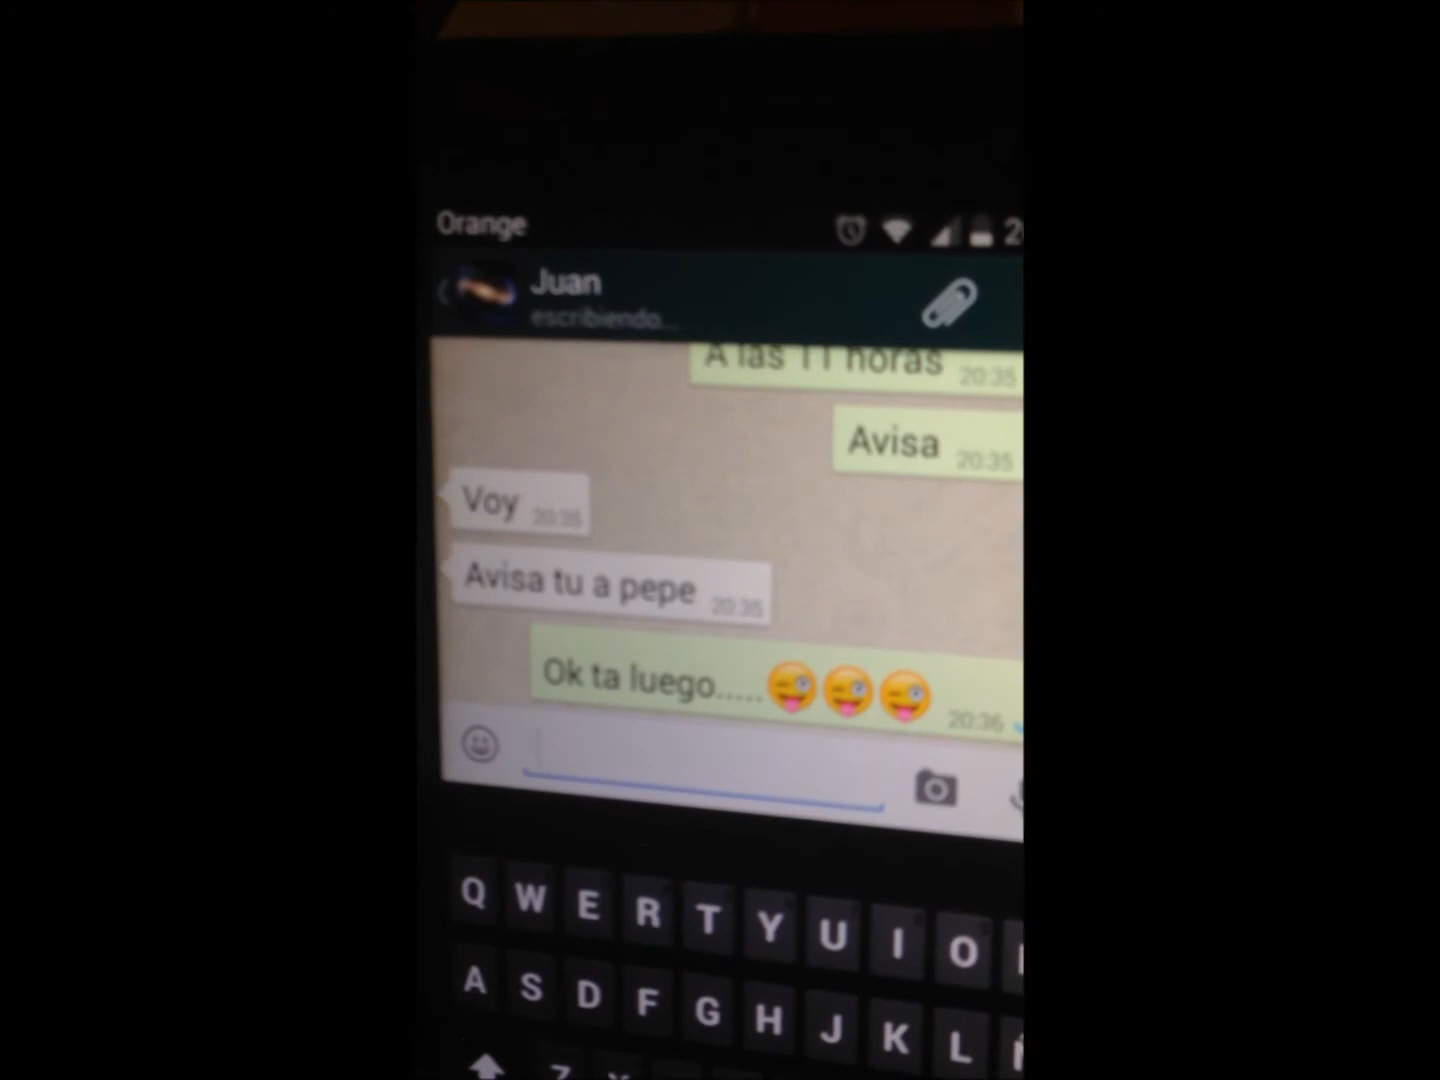 Orange
Juan
escribiendo...
A las 11 horas 20:35
Avisa 20:35
Voy 20:35
Avisa tu a pepe 20:35
Ok ta luego.....😜😜😜 20:36
Q W E R T Y U I O
A S D F G H J K L
Z X